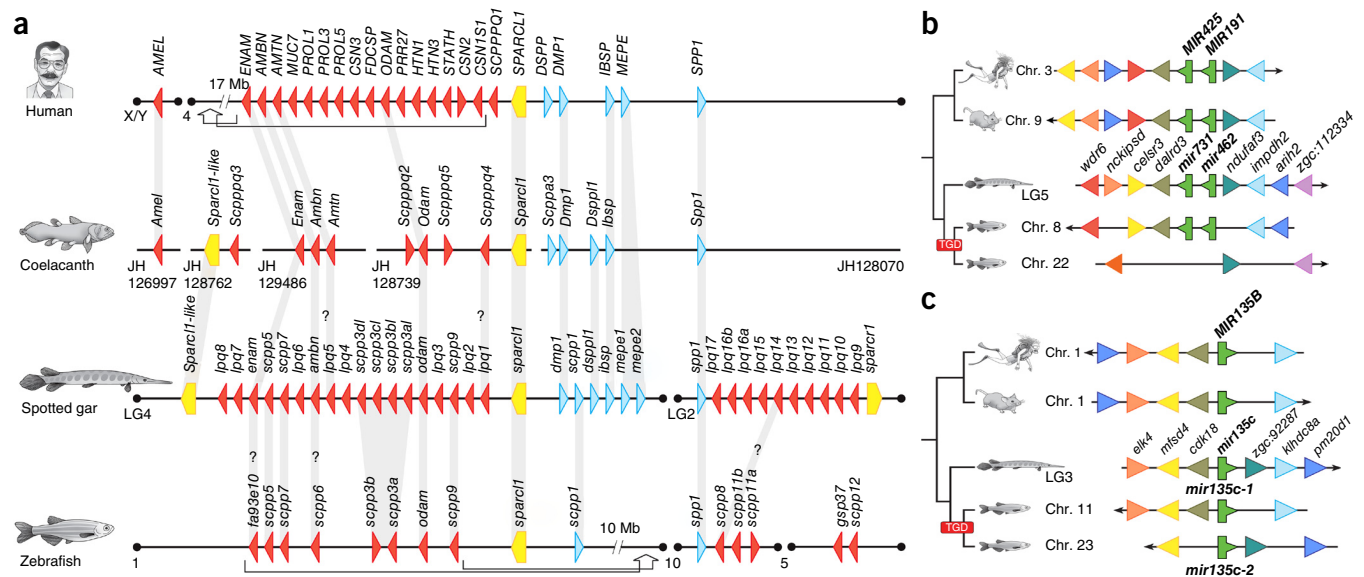 a
Human
AMEL
X/Y
4
17 Mb
ENAM
AMBN
AMTN
MUC7
PROL1
PROL3
PROL5
CSN3
FDCSP
ODAM
PRR27
HTN1
HTN3
STATH
CSN2
CSN1S1
SCPPPQ1
SPARCL1
DSPP
DMP1
IBSP
MEPE
SPP1
Coelacanth
Amel
Sparcl1-like
Scpppq3
Enam
Ambn
Amtn
Scpppq2
Odam
Scpppq5
Scpppq4
Sparcl1
Scppa3
Dmp1
Dsppl1
Ibsp
Spp1
JH
126997
JH
128762
JH
129486
JH
128739
JH128070
Spotted gar
LG4
Sparcl1-like
lpq8
lpq7
enam
scpp5
scpp7
lpq6
ambn
?
lpq5
lpq4
scpp3dl
scpp3cl
scpp3bl
scpp3al
odam
lpq3
scpp9
lpq2
?
lpq1
sparcl1
dmp1
scpp1
dsppl1
ibsp
mepe1
mepe2
LG2
spp1
lpq17
lpq16b
lpq16a
lpq15
lpq14
lpq13
lpq12
lpq11
lpq10
lpq9
sparcr1
Zebrafish
1
?
fa93e10
scpp5
scpp7
?
scpp6
scpp3b
scpp3a
odam
scpp9
sparcl1
scpp1
10 Mb
10
spp1
scpp8
scpp11b
scpp11a
?
5
gsp37
scpp12
b
MIR425
MIR191
Chr. 3
Chr. 9
wdr6
nckipsd
celsr3
dalrd3
mir731
mir462
ndufaf3
impdh2
arih2
zgc:112334
LG5
Chr. 8
TGD
Chr. 22
c
MIR135B
Chr. 1
Chr. 1
elk4
mfsd4
cdk18
mir135c
zgc:92287
klhdc8a
pm20d1
LG3
mir135c-1
Chr. 11
TGD
Chr. 23
mir135c-2